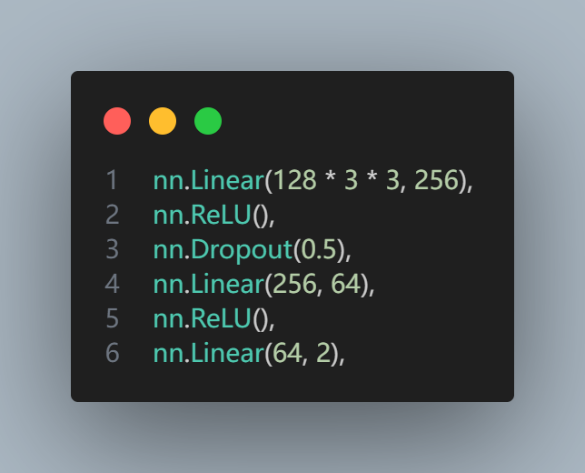 1 nn.Linear(128 * 3 * 3, 256),
2 nn.ReLU(),
3 nn.Dropout(0.5),
4 nn.Linear(256, 64),
5 nn.ReLU(),
6 nn.Linear(64, 2),